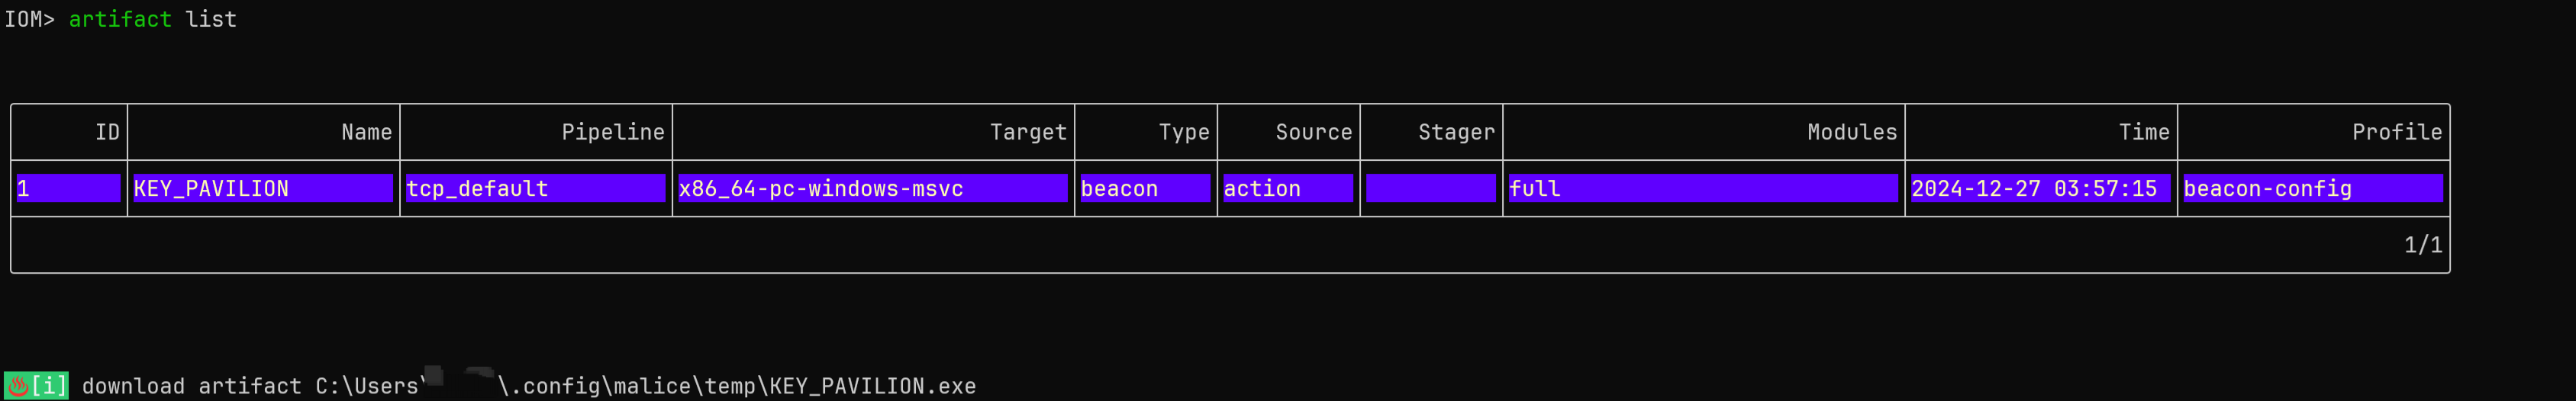 IOM> artifact list
ID Name Pipeline Target Type Source Stager Modules Time Profile
1 KEY_PAVILION tcp_default x86_64-pc-windows-msvc beacon action full 2024-12-27 03:57:15 beacon-config
1/1
[i] download artifact C:\Users\ \.config\malice\temp\KEY_PAVILION.exe